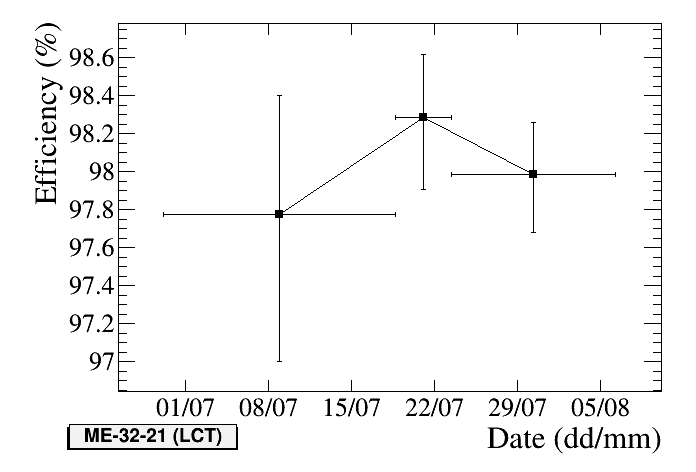 Efficiency (%)
98.6
98.4
98.2
98
97.8
97.6
97.4
97.2
97
01/07 08/07 15/07 22/07 29/07 05/08
ME-32-21 (LCT)
Date (dd/mm)